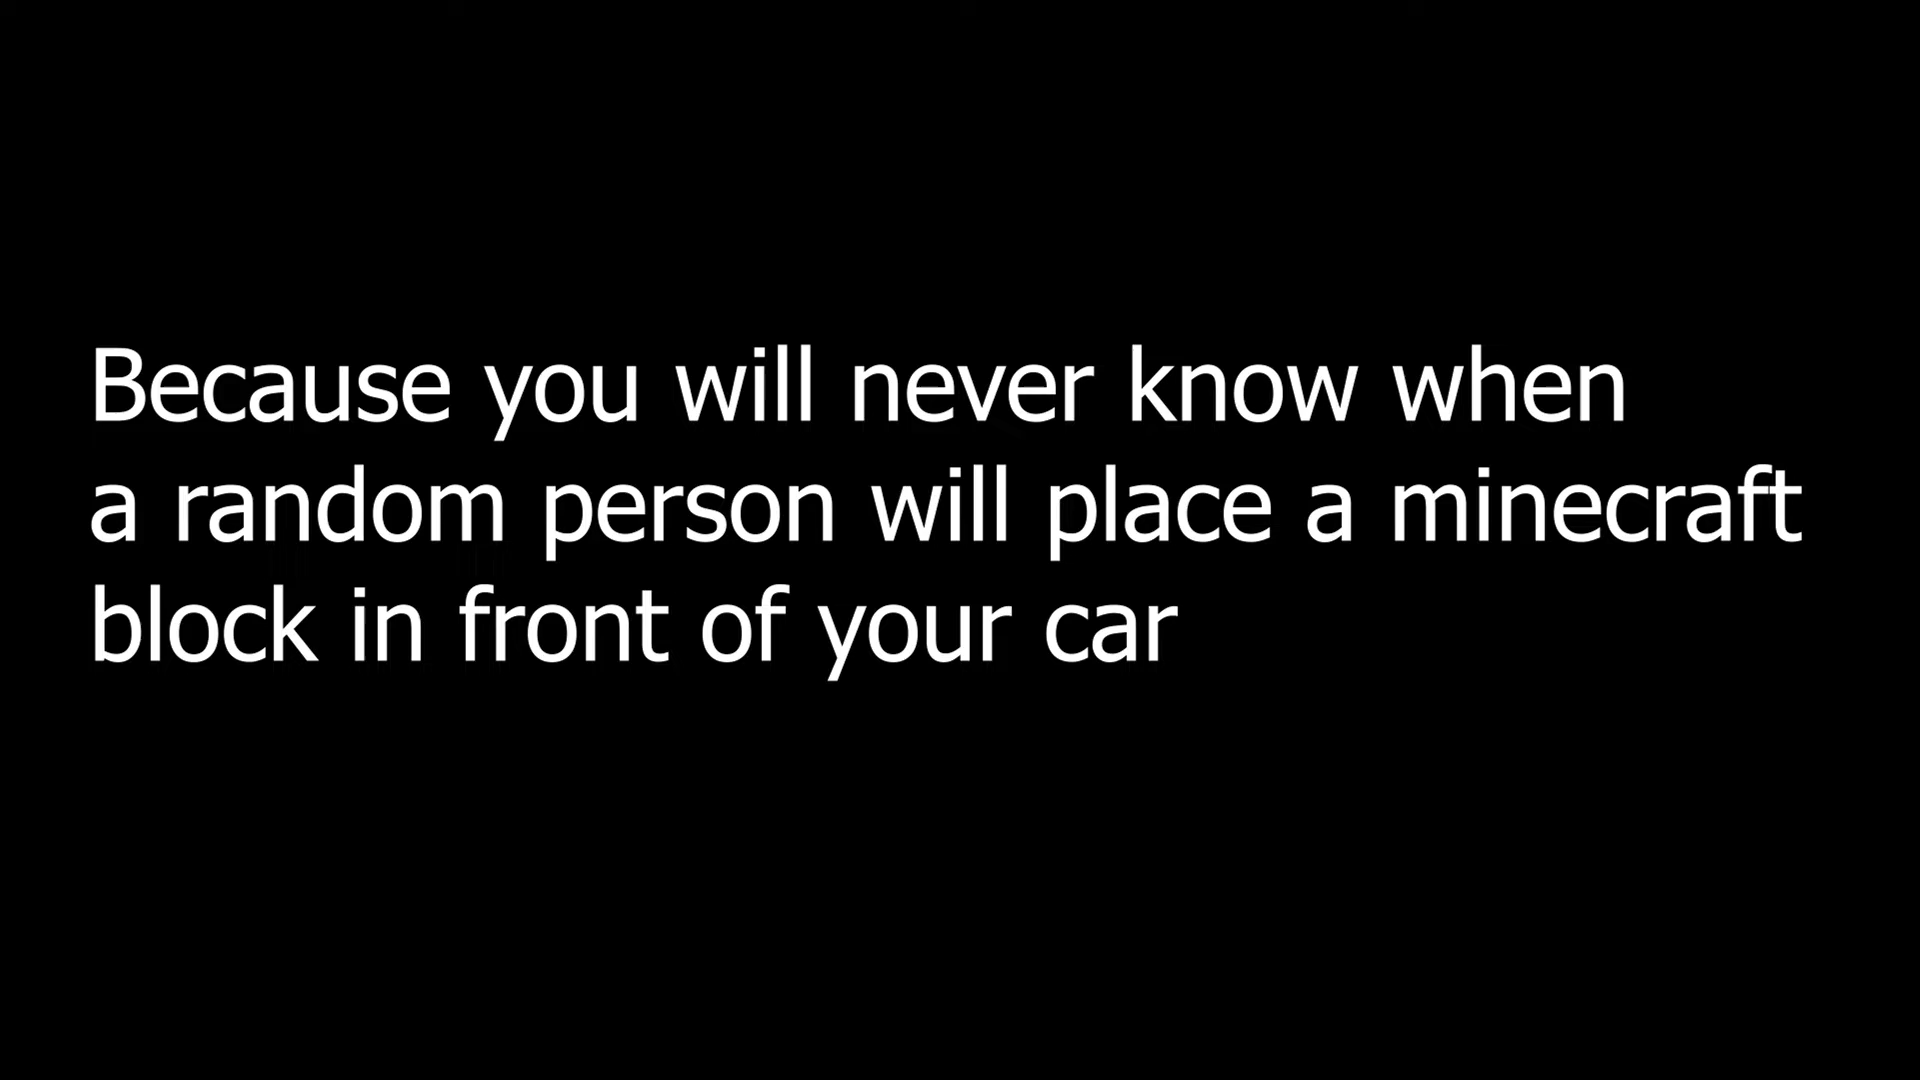 Because you will never know when
a random person will place a minecraft
block in front of your car